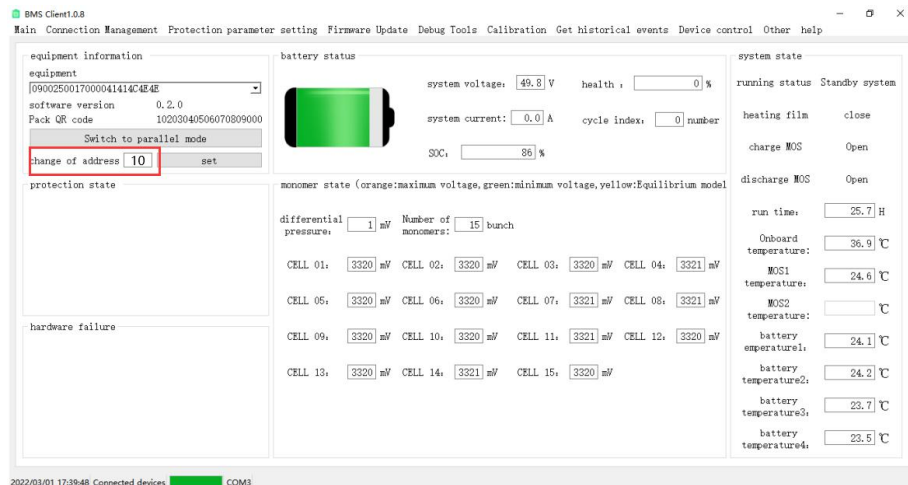 BMS Client1.0.8
Main Connection Management Protection parameter setting Firmware Update Debug Tools Calibration Get historical events Device control Other help
equipment information
equipment
0900250017000041414C4E4E
software version 0.2.0
Pack QR code 10203040506070809000
Switch to parallel mode
change of address 10 set
protection state
hardware failure
battery status
system voltage: 49.8 V health : 0 %
system current: 0.0 A cycle index: 0 number
SOC: 86 %
monomer state (orange:maximum voltage,green:minimum voltage,yellow:Equilibrium model
differential pressure: 1 mV Number of monomers: 15 bunch
CELL 01: 3320 mV CELL 02: 3320 mV CELL 03: 3320 mV CELL 04: 3321 mV
CELL 05: 3320 mV CELL 06: 3320 mV CELL 07: 3321 mV CELL 08: 3321 mV
CELL 09: 3320 mV CELL 10: 3320 mV CELL 11: 3321 mV CELL 12: 3320 mV
CELL 13: 3320 mV CELL 14: 3321 mV CELL 15: 3320 mV
system state
running status Standby system
heating film close
charge MOS Open
discharge MOS Open
run time: 25.7 H
Onboard temperature: 36.9 ℃
MOS1 temperature: 24.6 ℃
MOS2 temperature: ℃
battery emperature1: 24.1 ℃
battery temperature2: 24.2 ℃
battery temperature3: 23.7 ℃
battery temperature4: 23.5 ℃
2022/03/01 17:39:48 Connected devices COM3